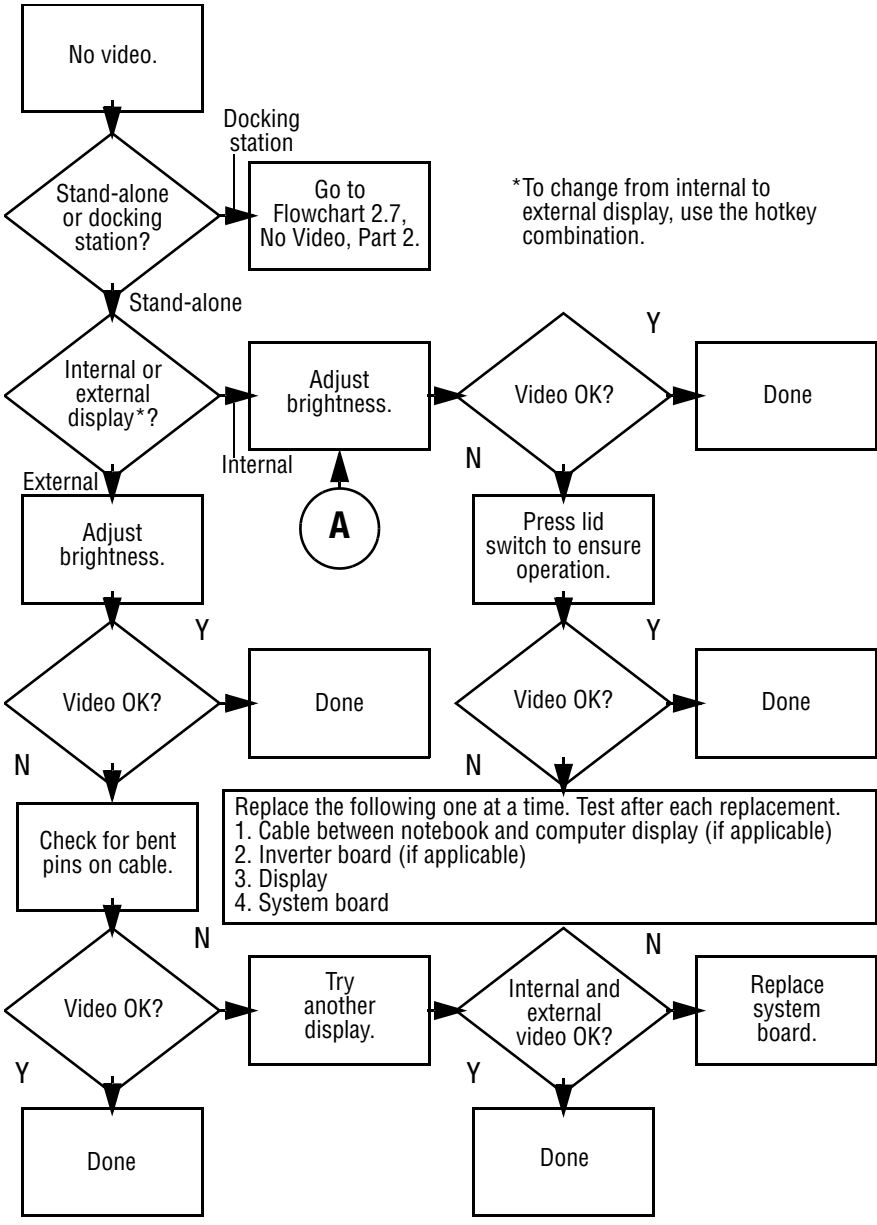 No video.
Docking
station
Stand-alone
or docking
station?
Go to
Flowchart 2.7,
No Video, Part 2.
*To change from internal to
external display, use the hotkey
combination.
Stand-alone
Internal or
external
display*?
Internal
Adjust
brightness.
Video OK?
Y
Done
N
External
A
Adjust
brightness.
Press lid
switch to ensure
operation.
Y
Video OK?
Done
N
Y
Video OK?
Done
N
Check for bent
pins on cable.
Replace the following one at a time. Test after each replacement.
1. Cable between notebook and computer display (if applicable)
2. Inverter board (if applicable)
3. Display
4. System board
N
Video OK?
Y
Try
another
display.
Internal and
external
video OK?
N
Y
Replace
system
board.
Done
Done